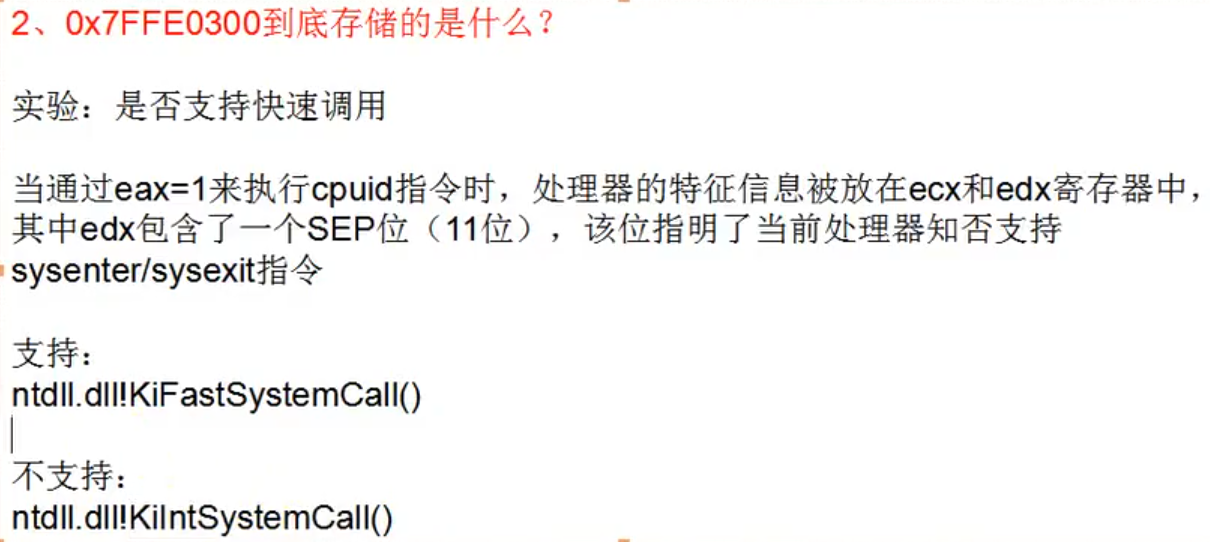 2、0x7FFE0300到底存储的是什么？
实验：是否支持快速调用
当通过eax=1来执行cpuid指令时，处理器的特征信息被放在ecx和edx寄存器中，
其中edx包含了一个SEP位（11位），该位指明了当前处理器知否支持
sysenter/sysexit指令
支持：
ntdll.dll!KiFastSystemCall()
不支持：
ntdll.dll!KiIntSystemCall()